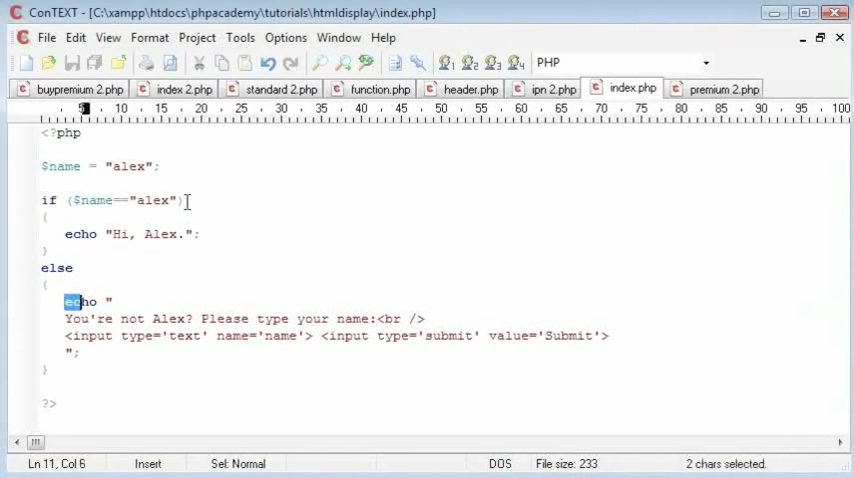 ConTEXT - [C:\xampp\htdocs\phpacademy\tutorials\htmldisplay\index.php]
File Edit View Format Project Tools Options Window Help
1 2 3 4 PHP
buypremium 2.php index 2.php standard 2.php function.php header.php ipn 2.php index.php premium 2.php
5 10 15 20 25 30 35 40 45 50 55 60 65 70 75 80 85 90 95 100
<?php
$name = "alex";
if ($name=="alex")
{
echo "Hi, Alex.";
}
else
{
echo "
You're not Alex? Please type your name:<br />
<input type='text' name='name'> <input type='submit' value='Submit'>
";
}
?>
Ln 11, Col 6 Insert Sel: Normal DOS File size: 233 2 chars selected.